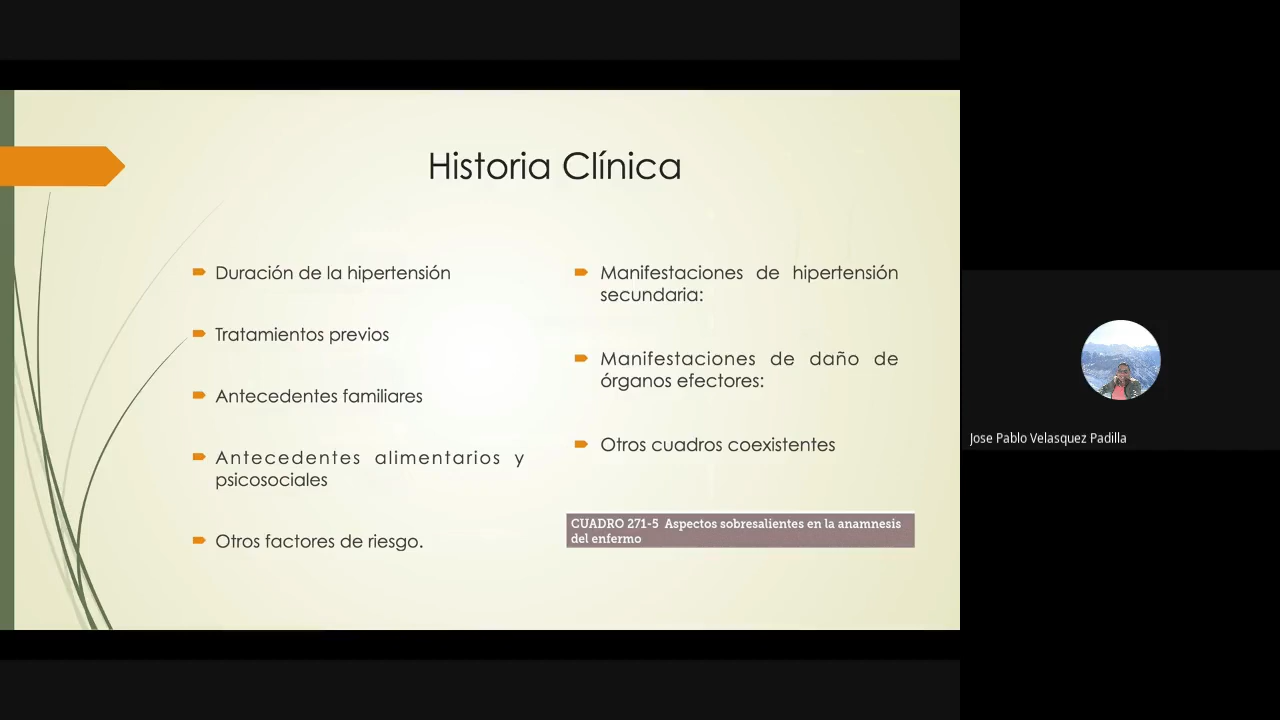 Historia Clínica
Duración de la hipertensión
Tratamientos previos
Antecedentes familiares
Antecedentes alimentarios y
psicosociales
Otros factores de riesgo.
Manifestaciones de hipertensión
secundaria:
Manifestaciones de daño de
órganos efectores:
Otros cuadros coexistentes
CUADRO 271-5 Aspectos sobresalientes en la anamnesis
del enfermo
Jose Pablo Velasquez Padilla